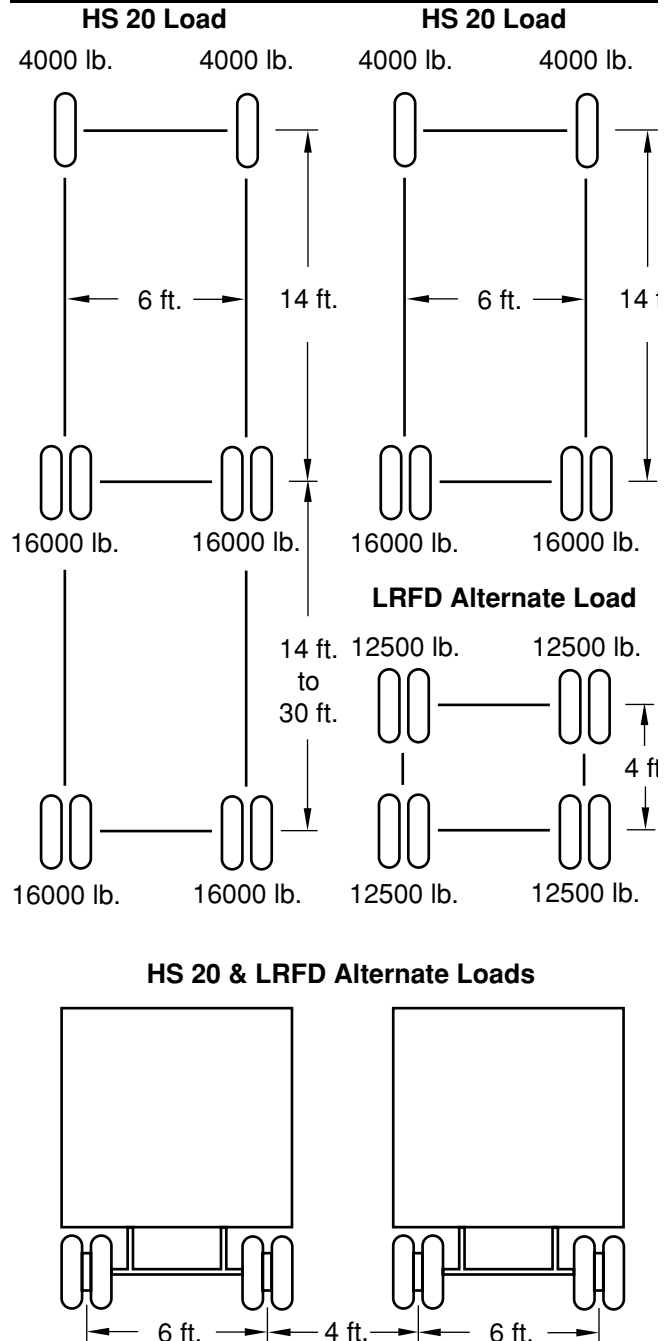 HS 20 Load
4000 lb. 4000 lb.
6 ft.
14 ft.
16000 lb. 16000 lb.
14 ft.
to
30 ft.
16000 lb. 16000 lb.
HS 20 Load
4000 lb. 4000 lb.
6 ft.
14
16000 lb. 16000 lb.
LRFD Alternate Load
12500 lb. 12500 lb.
4 ft
12500 lb. 12500 lb.
HS 20 & LRFD Alternate Loads
6 ft. 4 ft. 6 ft.